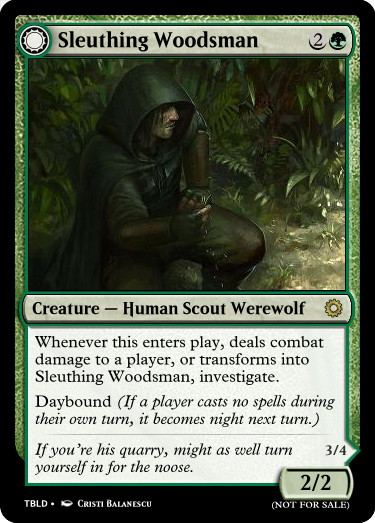 Sleuthing Woodsman 2
Creature — Human Scout Werewolf
Whenever this enters play, deals combat
damage to a player, or transforms into
Sleuthing Woodsman, investigate.
Daybound (If a player casts no spells during
their own turn, it becomes night next turn.)
If you're his quarry, might as well turn
yourself in for the noose.
3/4
2/2
TBLD • Cristi Balanescu
(NOT FOR SALE)